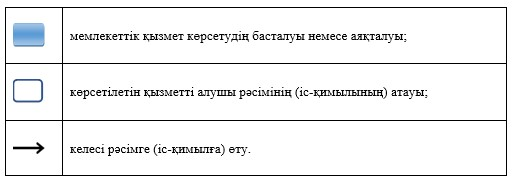 мемлекеттік қызмет көрсетудің басталуы немесе аяқталуы;
көрсетілетін қызметті алушы рәсімінің (іс-қимылының) атауы;
келесі рәсімге (іс-қимылға) өту.